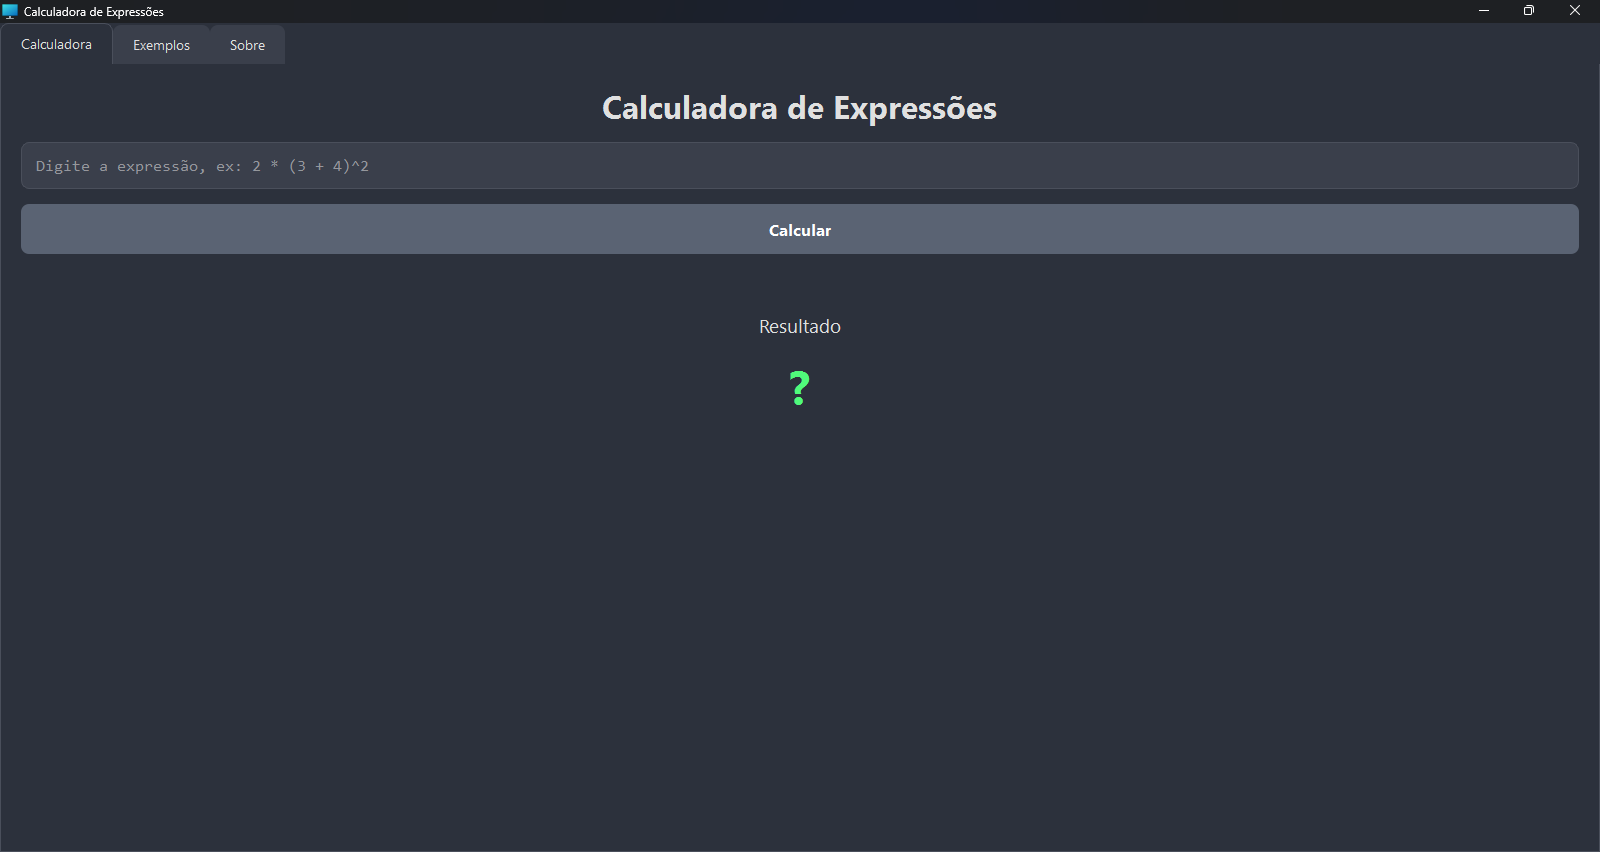 Calculadora de Expressões
Calculadora Exemplos Sobre
Calculadora de Expressões
Digite a expressão, ex: 2 * (3 + 4)^2
Calcular
Resultado
?